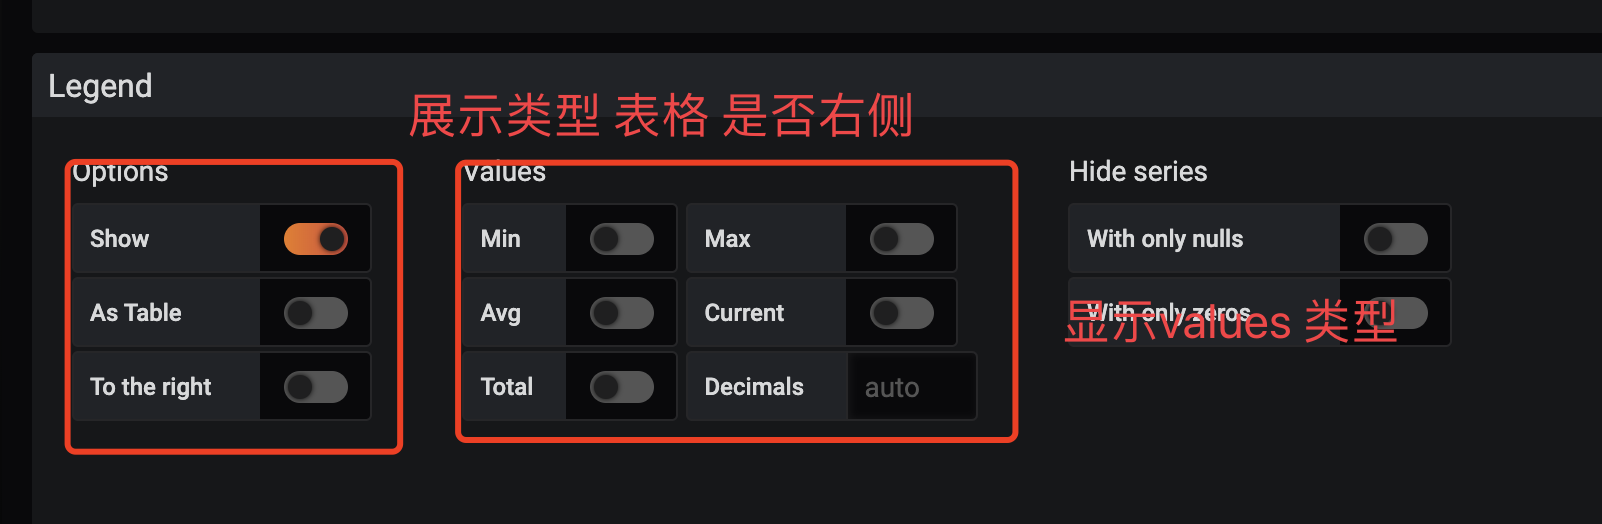 Legend
展示类型 表格 是否右侧
Options
Values
Hide series
Show
Min
Max
With only nulls
As Table
Avg
Current
With only zeros
显示values 类型
To the right
Total
Decimals
auto